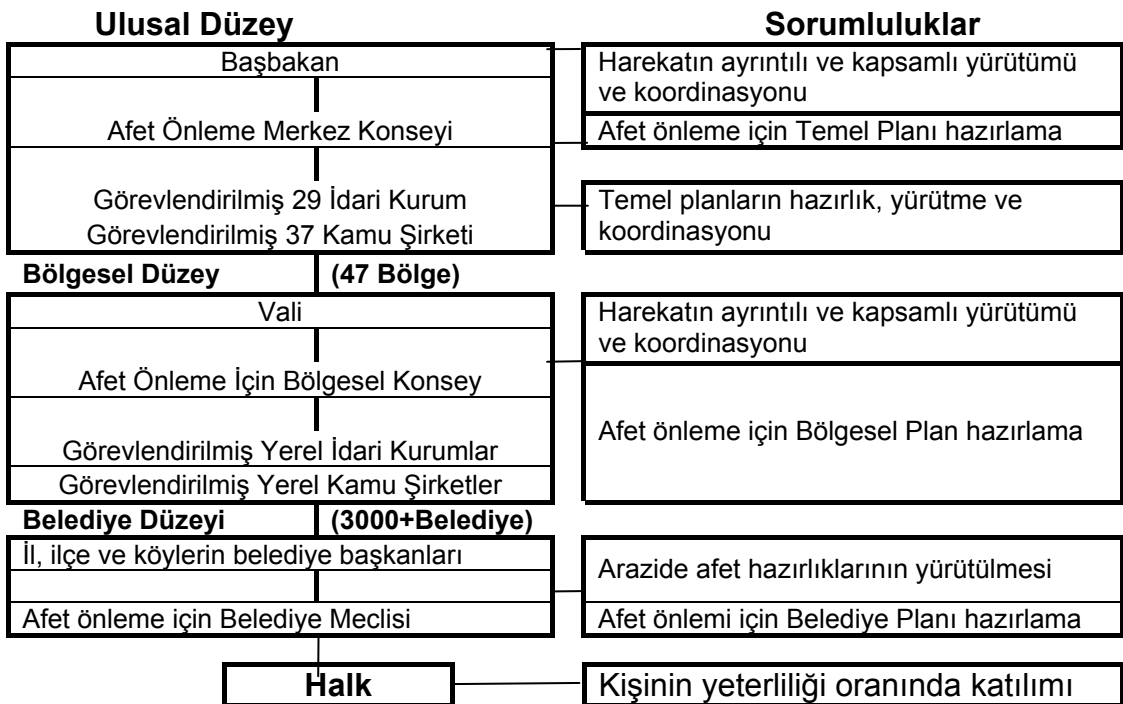 Ulusal Düzey
Sorumluluklar
Başbakan
Harekatın ayrıntılı ve kapsamlı yürütümü
ve koordinasyonu
Afet Önleme Merkez Konseyi
Afet önleme için Temel Planı hazırlama
Görevlendirilmiş 29 İdari Kurum
Görevlendirilmiş 37 Kamu Şirketi
Temel planların hazırlık, yürütme ve
koordinasyonu
Bölgesel Düzey
(47 Bölge)
Vali
Harekatın ayrıntılı ve kapsamlı yürütümü
ve koordinasyonu
Afet Önleme İçin Bölgesel Konsey
Görevlendirilmiş Yerel İdari Kurumlar
Görevlendirilmiş Yerel Kamu Şirketler
Afet önleme için Bölgesel Plan hazırlama
Belediye Düzeyi
(3000+Belediye)
İl, ilçe ve köylerin belediye başkanları
Arazide afet hazırlıklarının yürütülmesi
Afet önleme için Belediye Meclisi
Afet önlemi için Belediye Planı hazırlama
Halk
Kişinin yeterliliği oranında katılımı